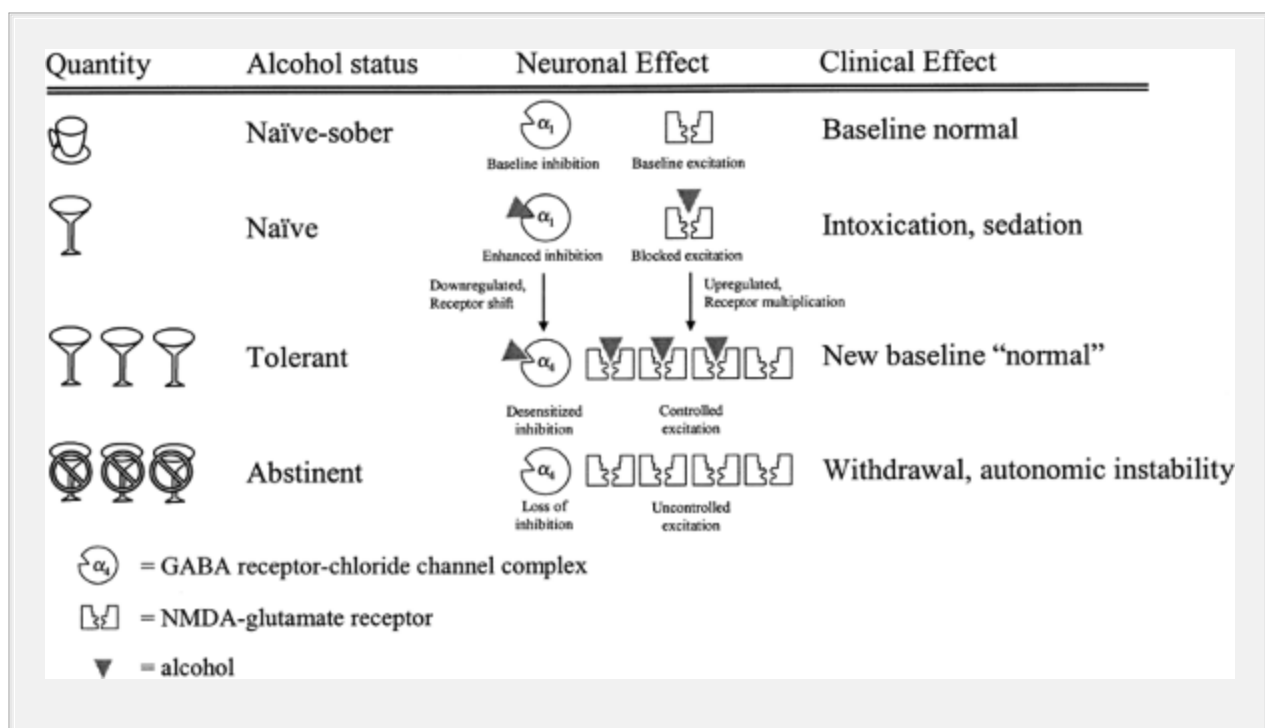 Quantity Alcohol status Neuronal Effect Clinical Effect
Naïve-sober α₁ Baseline normal
Baseline inhibition Baseline excitation
Naïve α₁ Intoxication, sedation
Enhanced inhibition Blocked excitation
Downregulated, Upregulated,
Receptor shift Receptor multiplication
Tolerant α₄ New baseline “normal”
Desensitized Controlled
inhibition excitation
Abstinent α₄ Withdrawal, autonomic instability
Loss of Uncontrolled
inhibition excitation
α₄ = GABA receptor-chloride channel complex
= NMDA-glutamate receptor
= alcohol